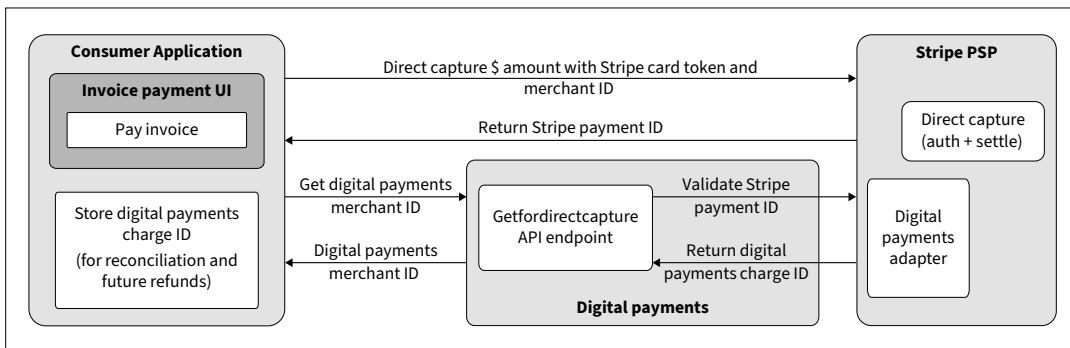 Consumer Application
Invoice payment UI
Pay invoice
Store digital payments
charge ID
(for reconciliation and
future refunds)
Direct capture $ amount with Stripe card token and
merchant ID
Return Stripe payment ID
Get digital payments
merchant ID
Digital payments
merchant ID
Getfordirectcapture
API endpoint
Digital payments
Validate Stripe
payment ID
Return digital
payments charge ID
Stripe PSP
Direct capture
(auth + settle)
Digital
payments
adapter